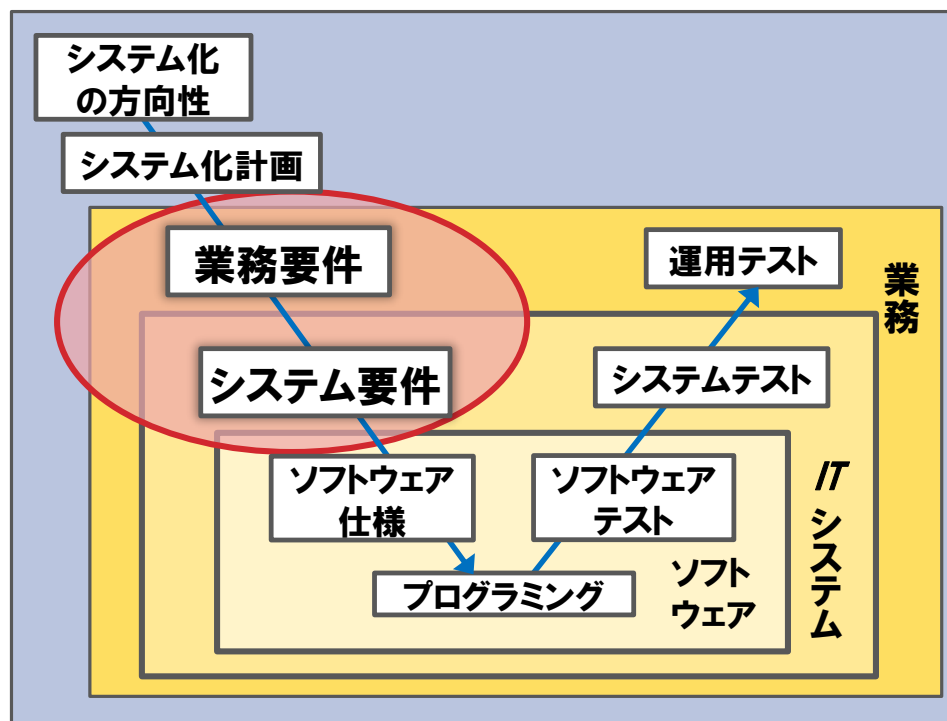 システム化
の方向性
システム化計画
業務要件
運用テスト
業務
システム要件
システムテスト
ITシステム
ソフトウェア
仕様
ソフトウェア
テスト
プログラミング
ソフト
ウェア